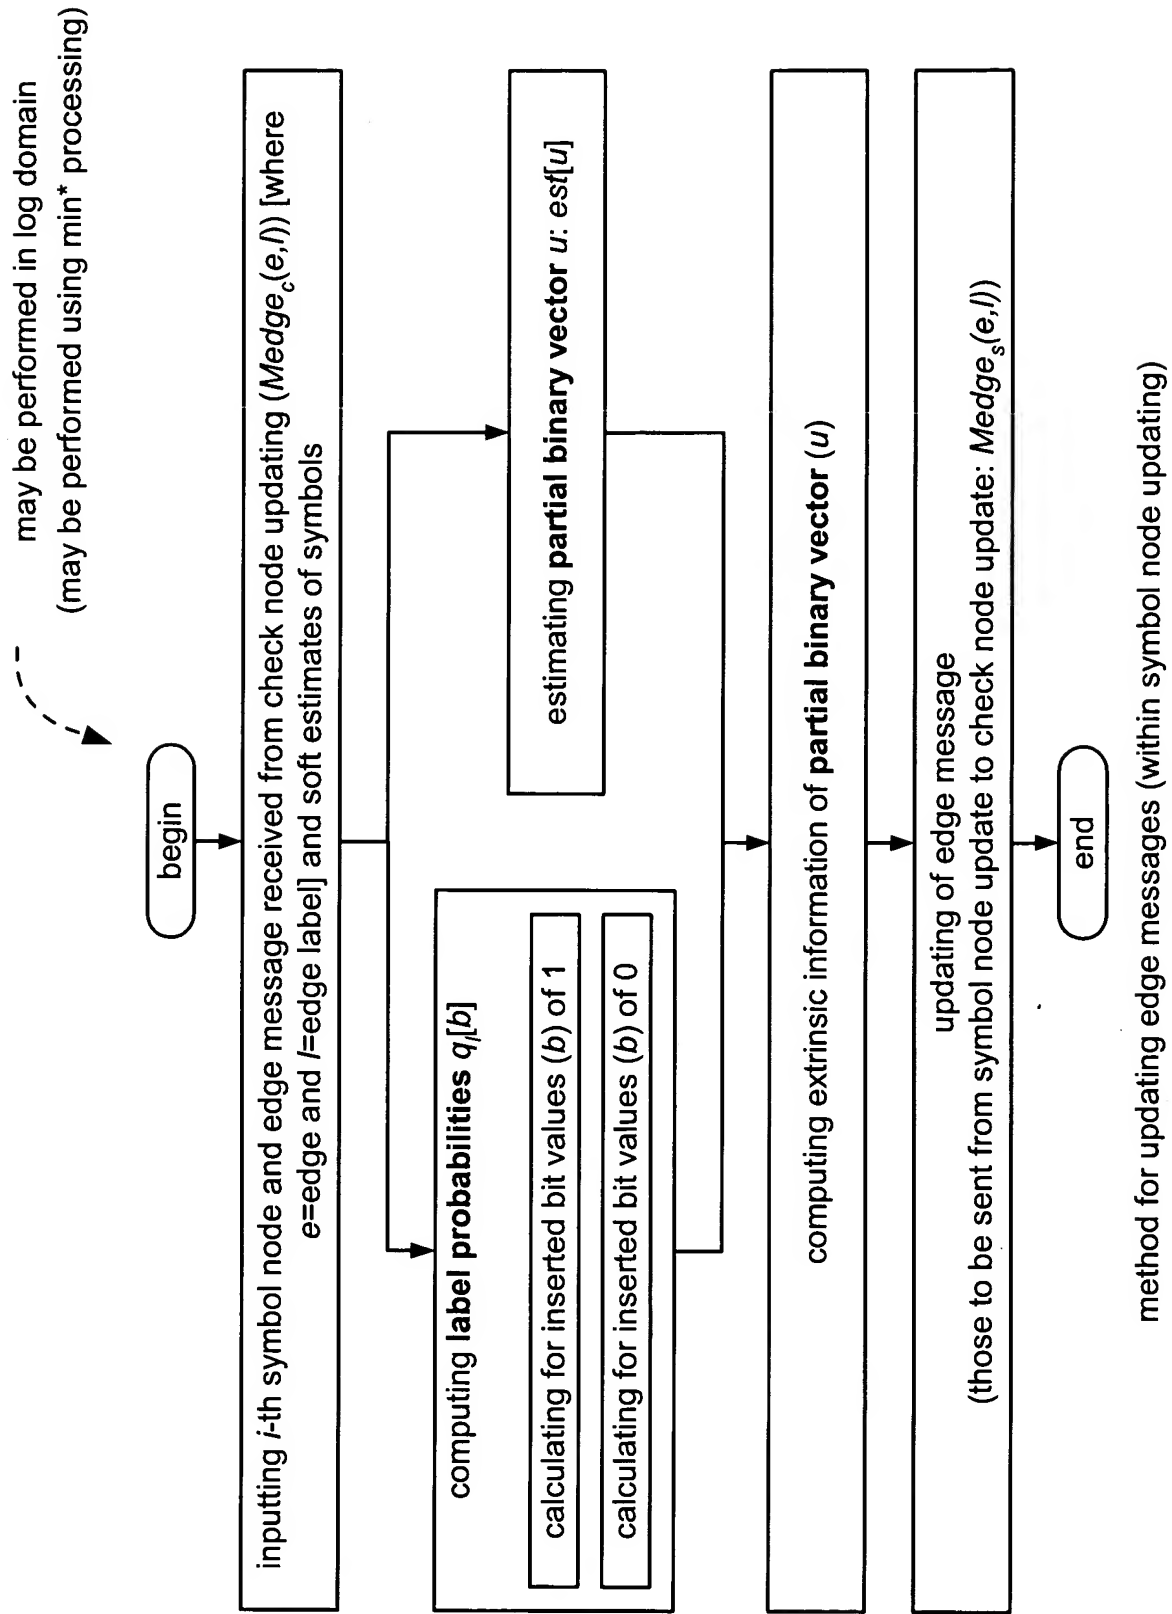 may be performed in log domain
(may be performed using min* processing)
begin
inputting i-th symbol node and edge message received from check node updating (Medge_c(e,l)) [where
e=edge and l=edge label] and soft estimates of symbols
computing label probabilities q_l[b]
calculating for inserted bit values (b) of 1
calculating for inserted bit values (b) of 0
estimating partial binary vector u: est[u]
computing extrinsic information of partial binary vector (u)
updating of edge message
(those to be sent from symbol node update to check node update: Medge_s(e,l))
end
method for updating edge messages (within symbol node updating)